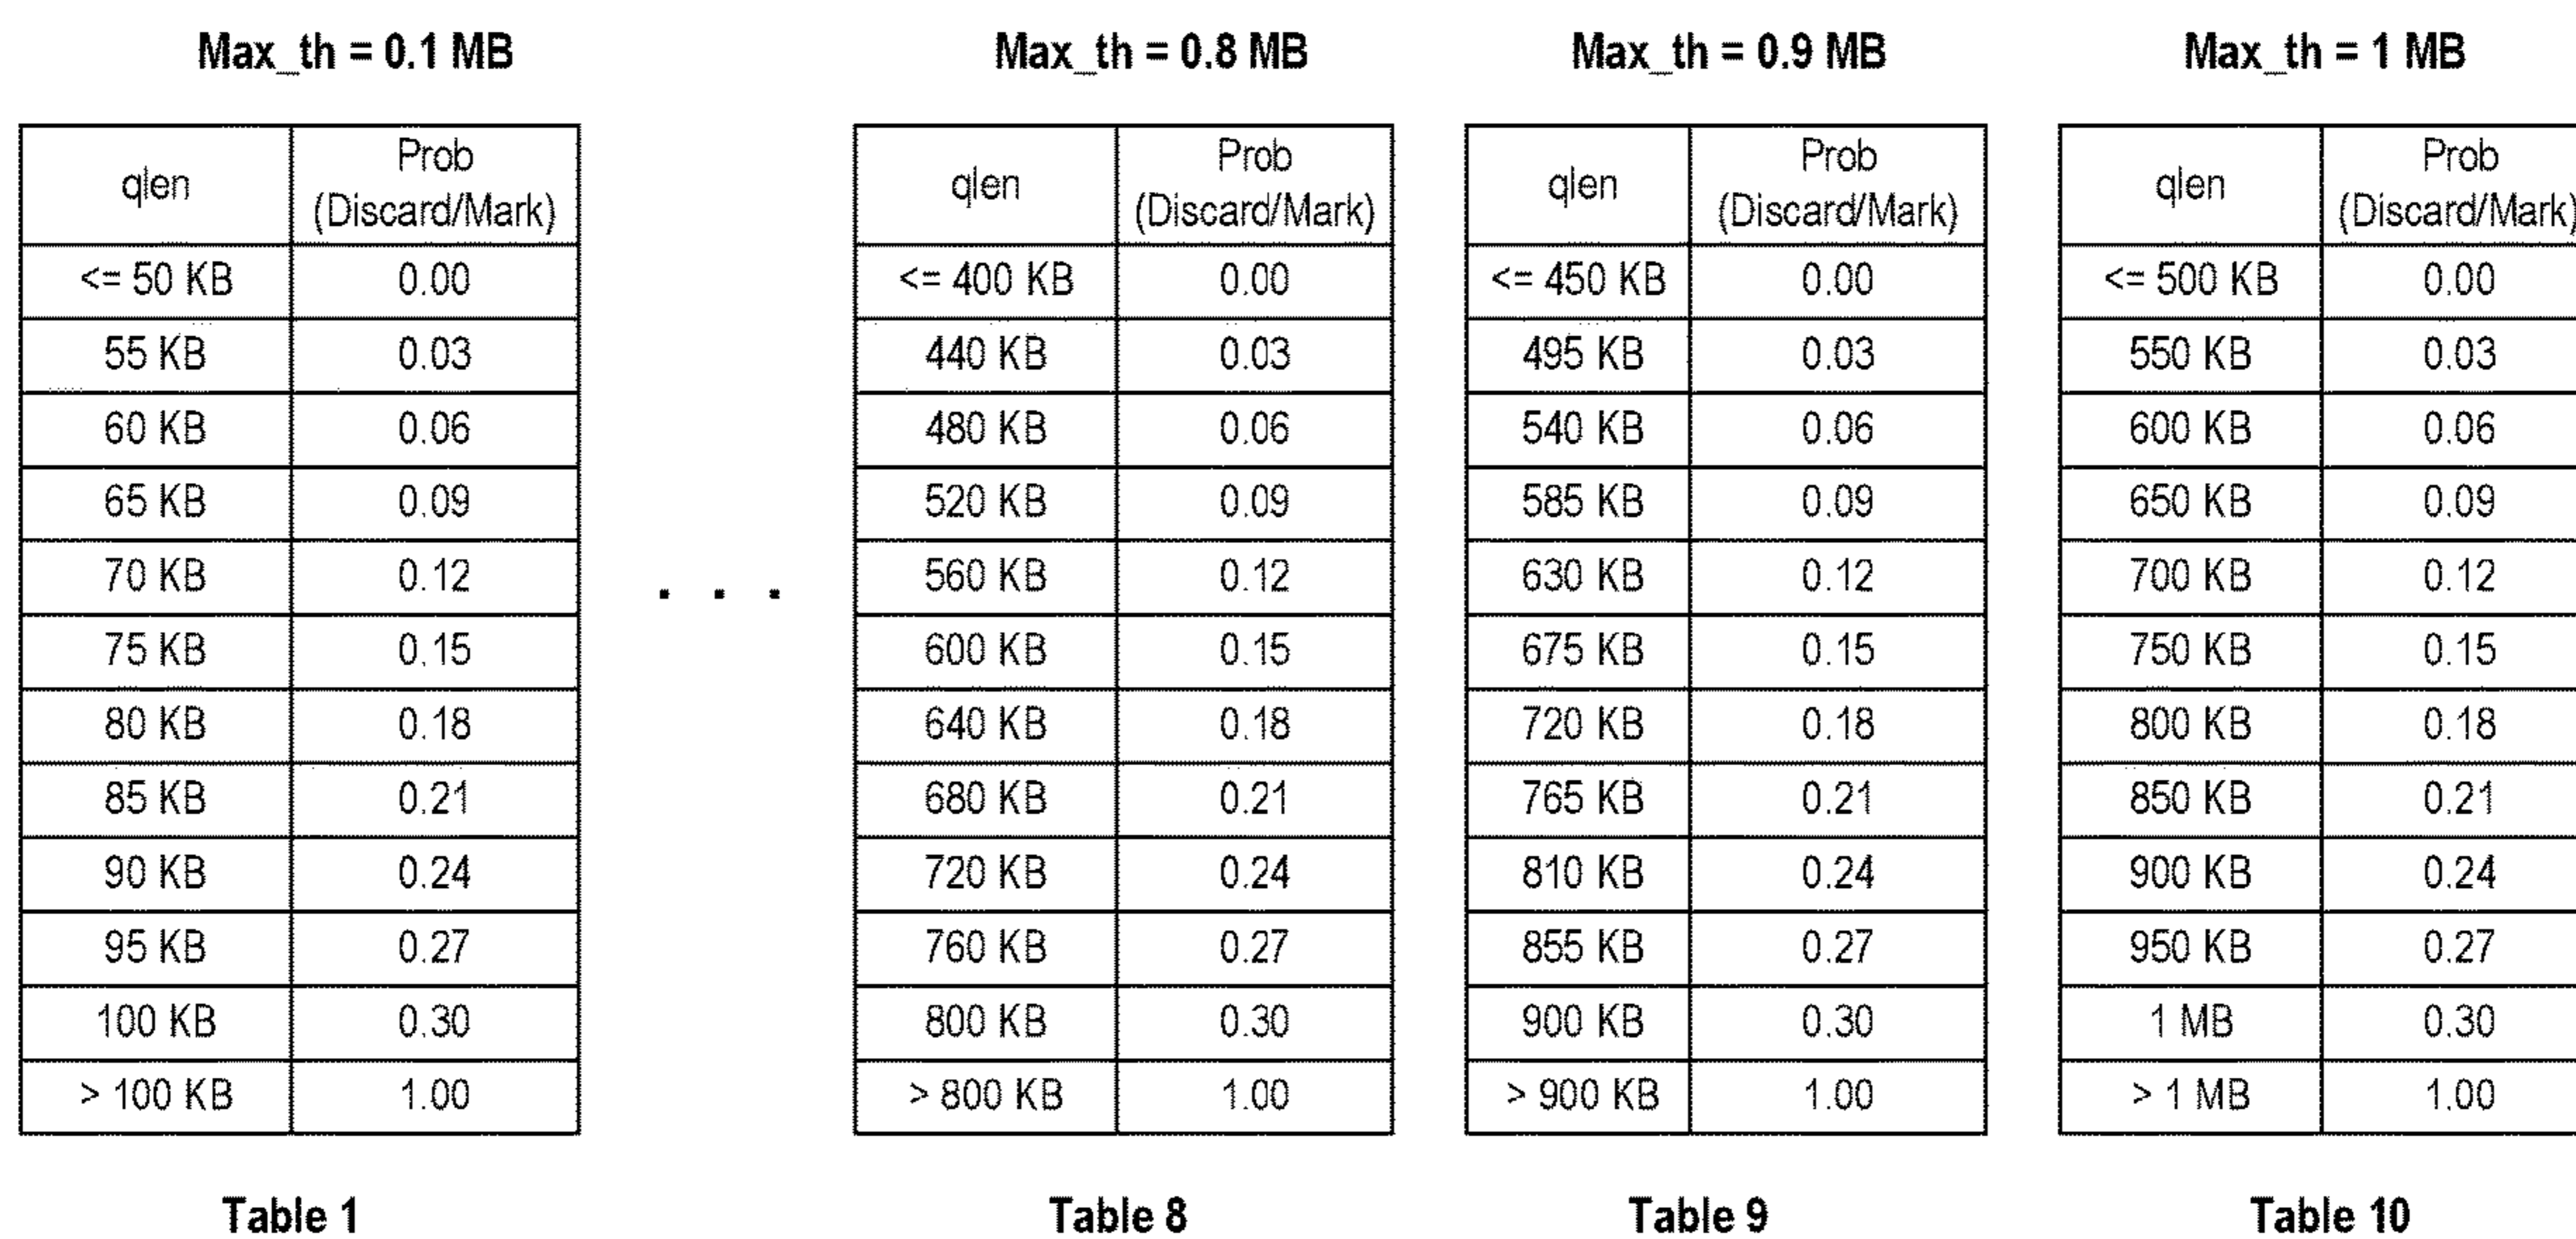 Max_th = 0.1 MB Max_th = 0.8 MB Max_th = 0.9 MB Max_th = 1 MB
qlen Prob (Discard/Mark) qlen Prob (Discard/Mark) qlen Prob (Discard/Mark) qlen Prob (Discard/Mark)
<= 50 KB 0.00 <= 400 KB 0.00 <= 450 KB 0.00 <= 500 KB 0.00
55 KB 0.03 440 KB 0.03 495 KB 0.03 550 KB 0.03
60 KB 0.06 480 KB 0.06 540 KB 0.06 600 KB 0.06
65 KB 0.09 520 KB 0.09 585 KB 0.09 650 KB 0.09
70 KB 0.12 . . . 560 KB 0.12 630 KB 0.12 700 KB 0.12
75 KB 0.15 600 KB 0.15 675 KB 0.15 750 KB 0.15
80 KB 0.18 640 KB 0.18 720 KB 0.18 800 KB 0.18
85 KB 0.21 680 KB 0.21 765 KB 0.21 850 KB 0.21
90 KB 0.24 720 KB 0.24 810 KB 0.24 900 KB 0.24
95 KB 0.27 760 KB 0.27 855 KB 0.27 950 KB 0.27
100 KB 0.30 800 KB 0.30 900 KB 0.30 1 MB 0.30
> 100 KB 1.00 > 800 KB 1.00 > 900 KB 1.00 > 1 MB 1.00
Table 1 Table 8 Table 9 Table 10